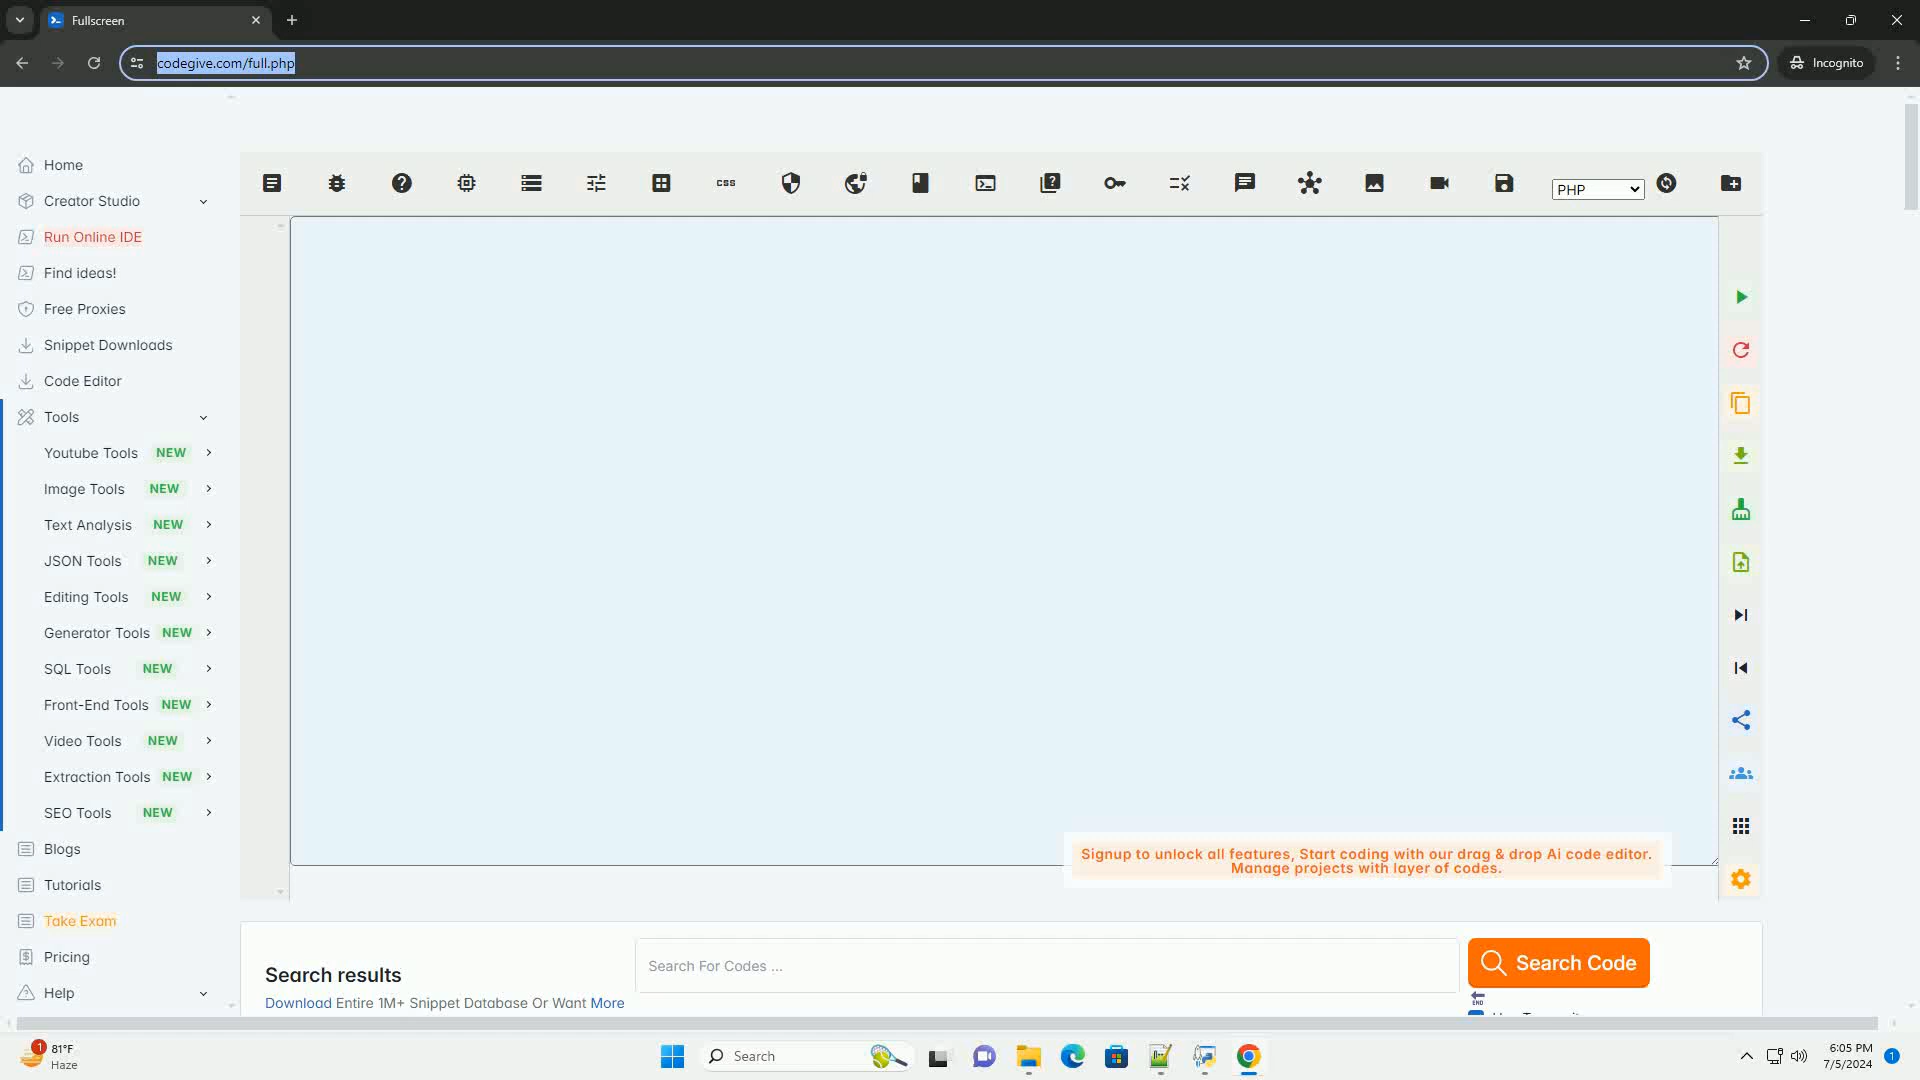 Fullscreen
codegive.com/full.php
Incognito
Home
Creator Studio
Run Online IDE
Find ideas!
Free Proxies
Snippet Downloads
Code Editor
Tools
Youtube Tools NEW
Image Tools NEW
Text Analysis NEW
JSON Tools NEW
Editing Tools NEW
Generator Tools NEW
SQL Tools NEW
Front-End Tools NEW
Video Tools NEW
Extraction Tools NEW
SEO Tools NEW
Blogs
Tutorials
Take Exam
Pricing
Help
CSS
PHP
Signup to unlock all features, Start coding with our drag & drop Ai code editor.
Manage projects with layer of codes.
Search results
Download Entire 1M+ Snippet Database Or Want More
Search For Codes ...
Search Code
END
1
81°F
Haze
Search
6:05 PM
7/5/2024
1